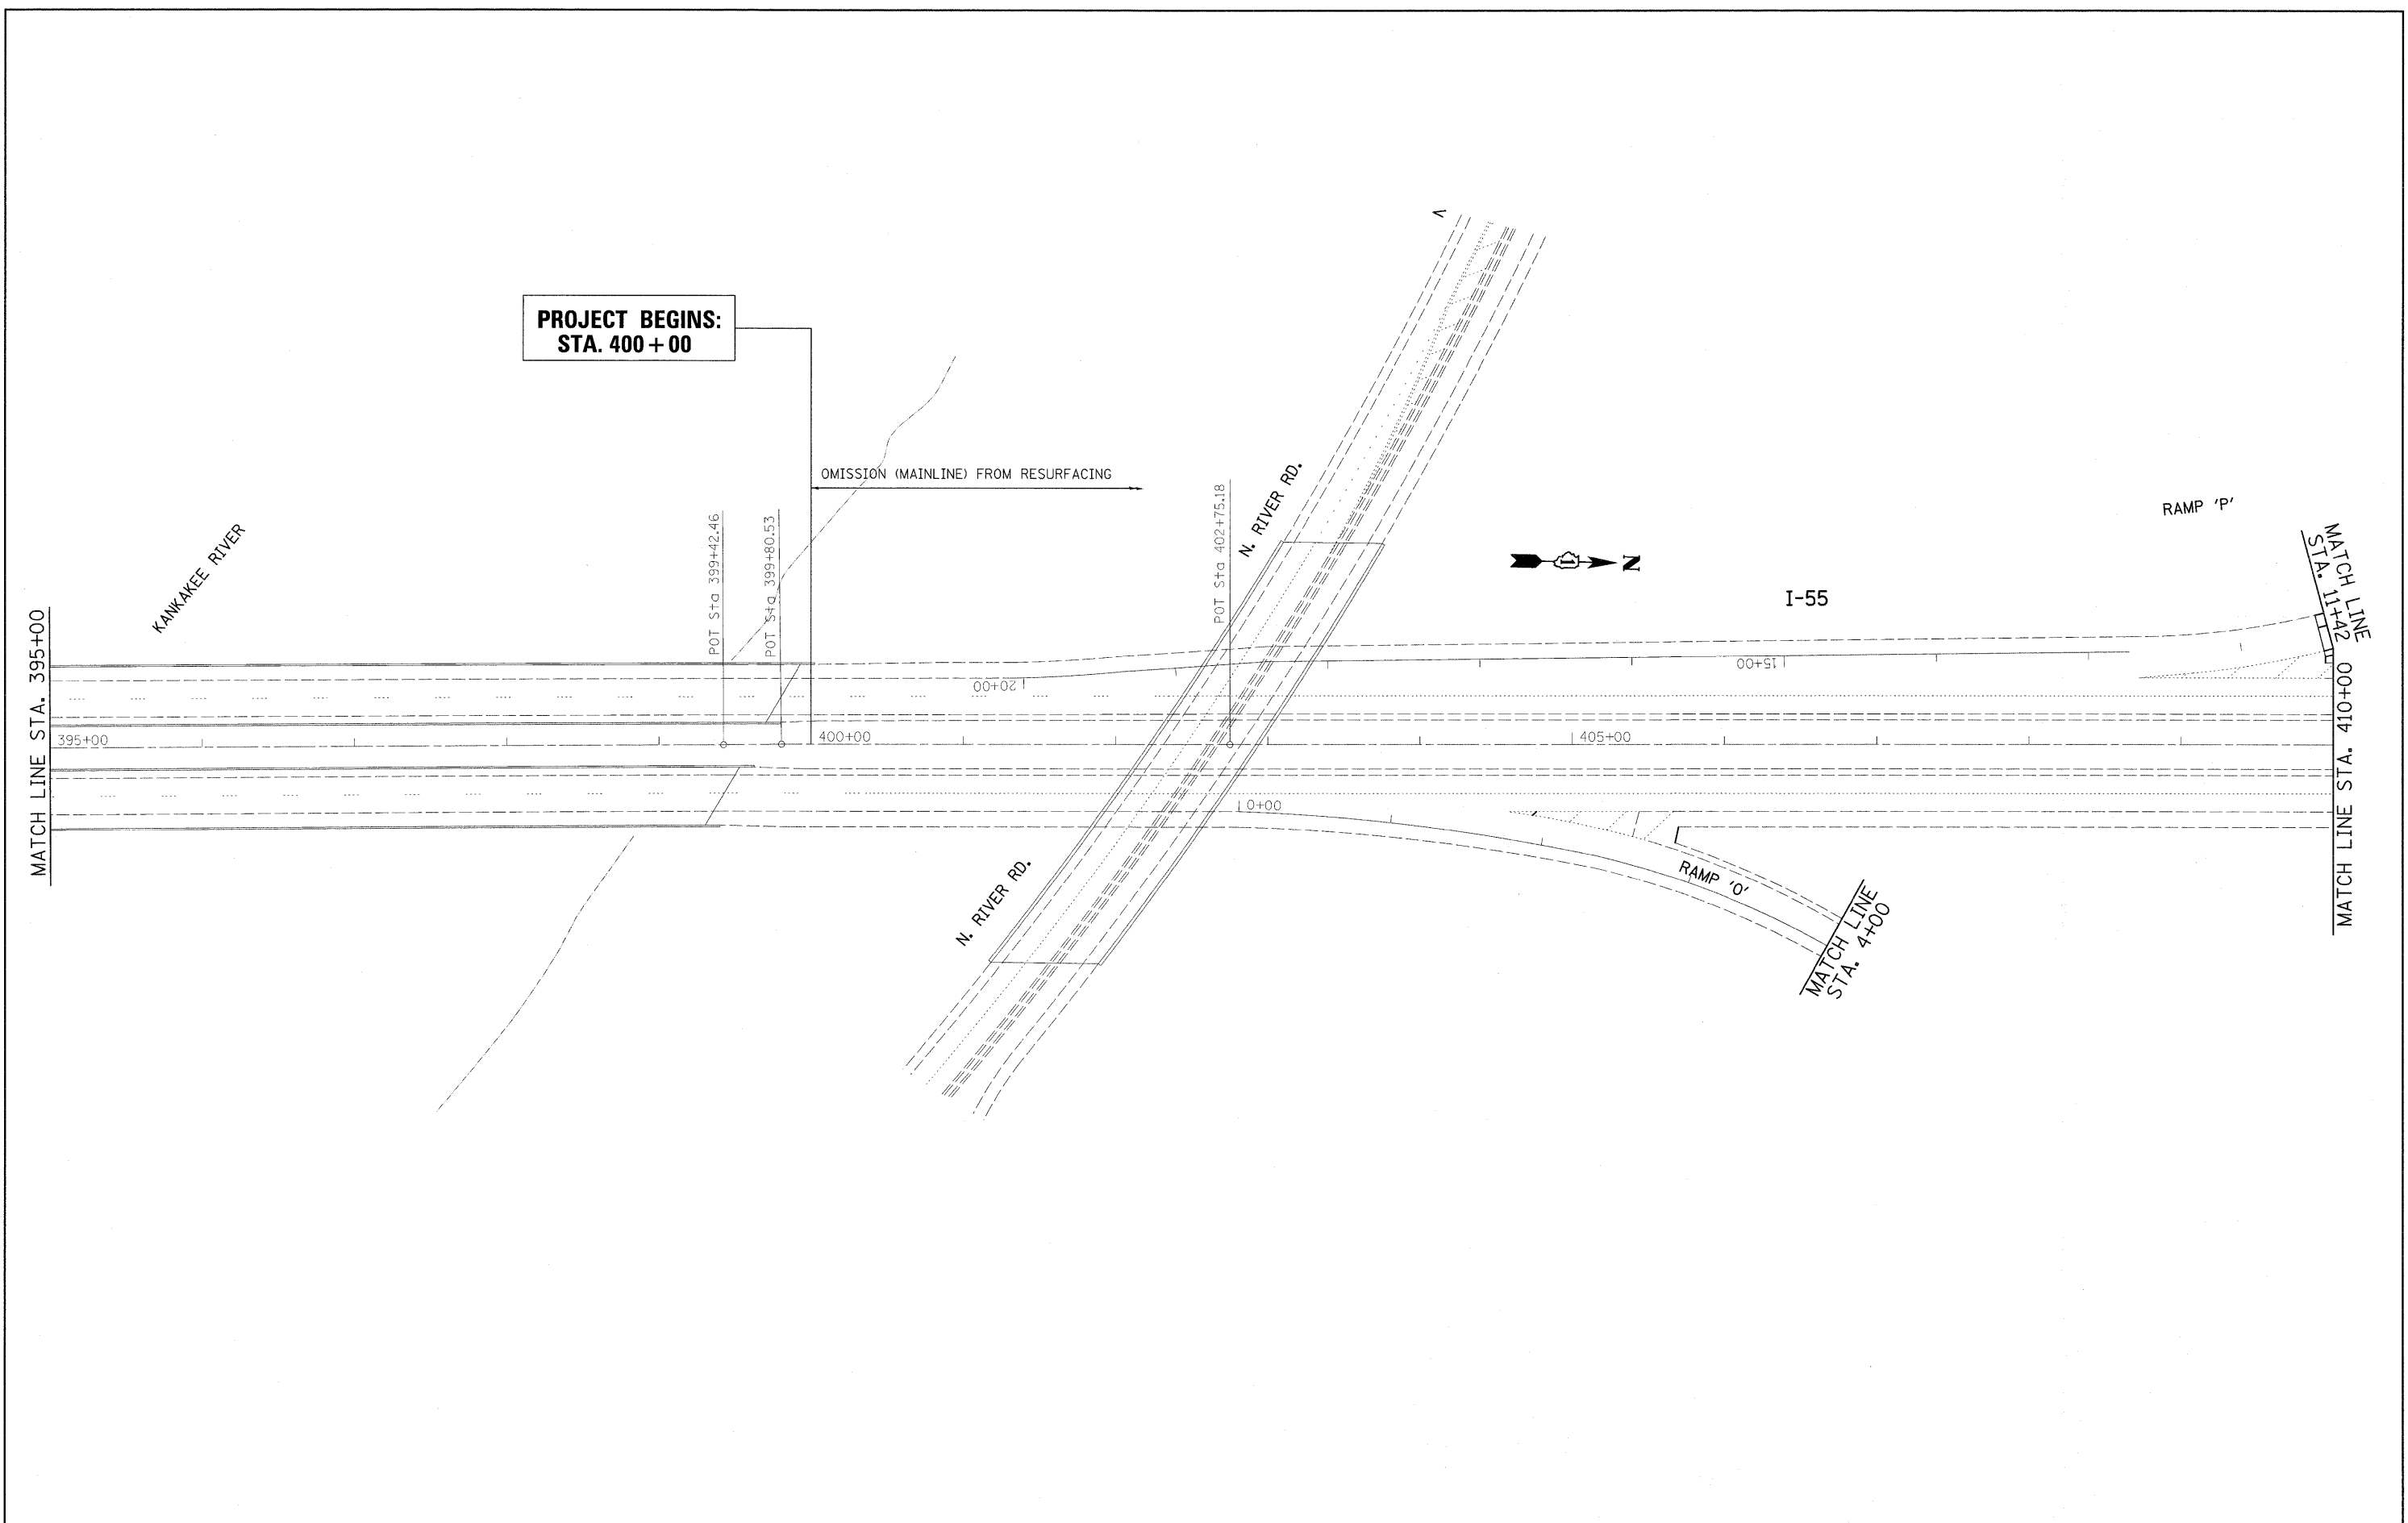 PROJECT BEGINS:
STA. 400+00
OMISSION (MAINLINE) FROM RESURFACING
KANKAKEE RIVER
POT Sta 399+42.46
POT Sta 399+80.53
POT Sta 402+75.18
N. RIVER RD.
N
I-55
RAMP 'P'
MATCH LINE
STA. 11+42
MATCH LINE STA. 395+00
20+00
15+00
395+00
400+00
405+00
0+00
RAMP 'O'
N. RIVER RD.
MATCH LINE
STA. 4+00
MATCH LINE STA. 410+00